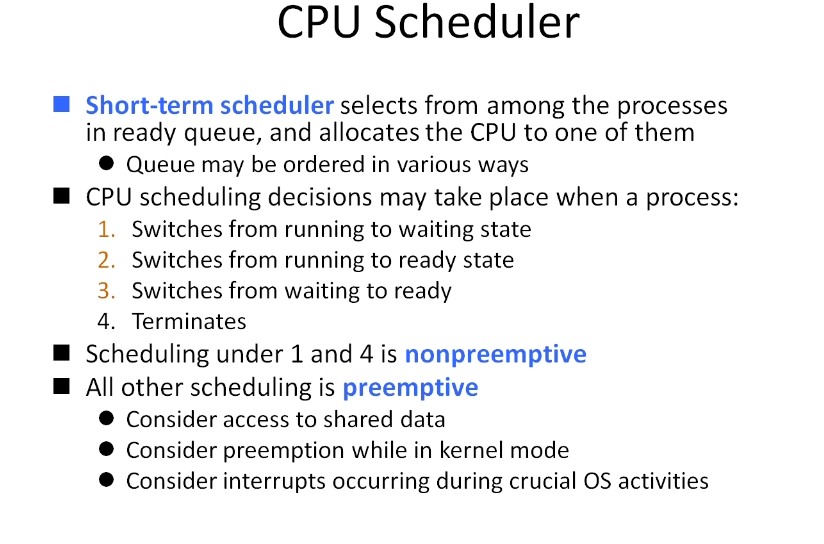 CPU Scheduler
Short-term scheduler selects from among the processes
in ready queue, and allocates the CPU to one of them
Queue may be ordered in various ways
CPU scheduling decisions may take place when a process:
1. Switches from running to waiting state
2. Switches from running to ready state
3. Switches from waiting to ready
4. Terminates
Scheduling under 1 and 4 is nonpreemptive
All other scheduling is preemptive
Consider access to shared data
Consider preemption while in kernel mode
Consider interrupts occurring during crucial OS activities